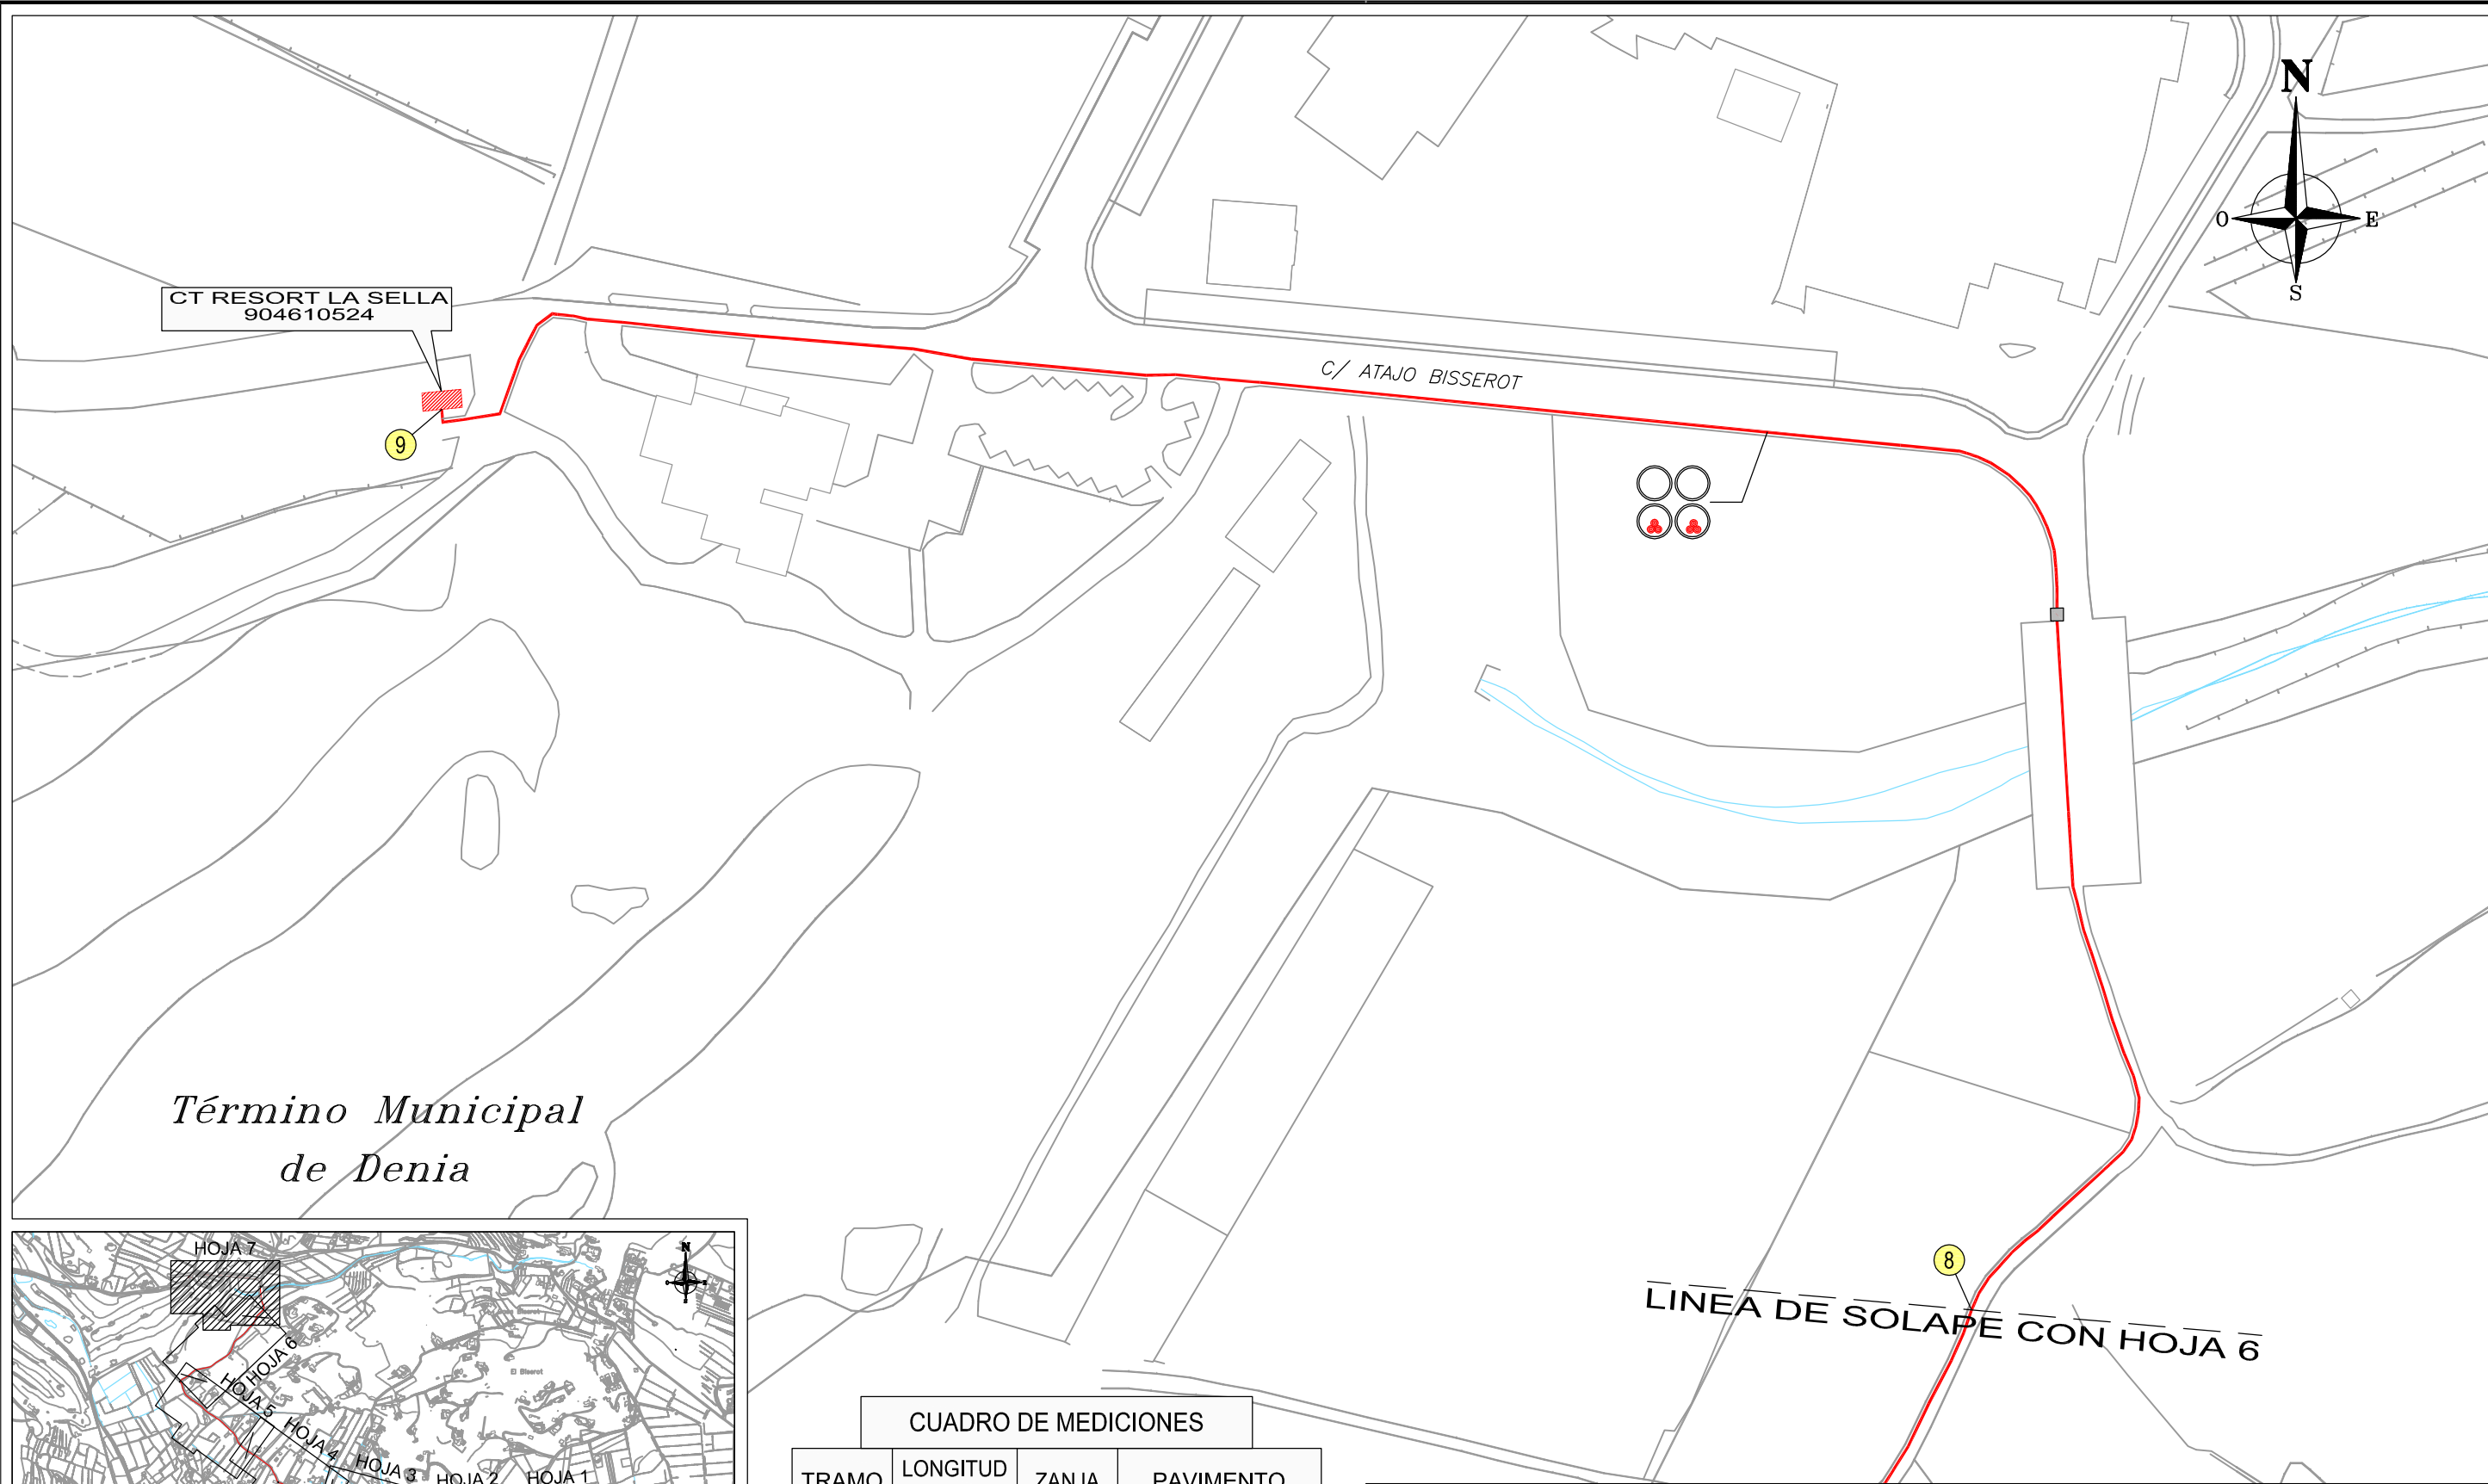 N
O
E
S
CT RESORT LA SELLA
904610524
C/ ATAJO BISSEROT
9
Término Municipal
de Denia
8
LINEA DE SOLAPE CON HOJA 6
HOJA 7
N
HOJA 6
HOJA 5
HOJA 4
HOJA 3
HOJA 2
HOJA 1
El Bisserot
CUADRO DE MEDICIONES
TRAMO
LONGITUD
ZANJA
PAVIMENTO